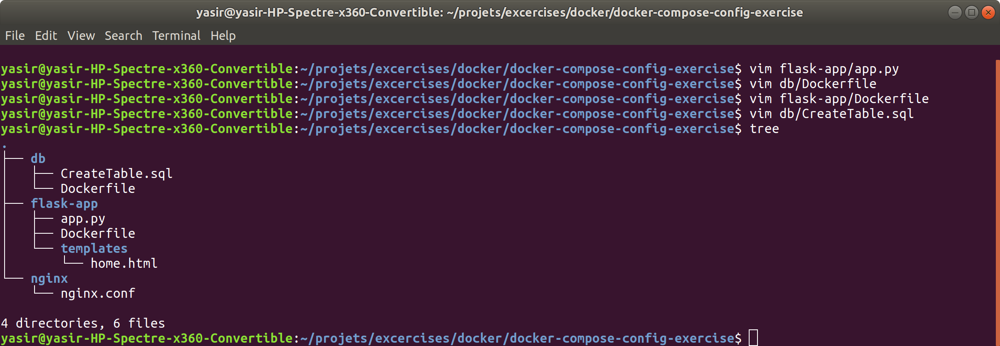 yasir@yasir-HP-Spectre-x360-Convertible: ~/projets/excercises/docker/docker-compose-config-exercise
File Edit View Search Terminal Help
yasir@yasir-HP-Spectre-x360-Convertible:~/projets/excercises/docker/docker-compose-config-exercise$ vim flask-app/app.py
yasir@yasir-HP-Spectre-x360-Convertible:~/projets/excercises/docker/docker-compose-config-exercise$ vim db/Dockerfile
yasir@yasir-HP-Spectre-x360-Convertible:~/projets/excercises/docker/docker-compose-config-exercise$ vim flask-app/Dockerfile
yasir@yasir-HP-Spectre-x360-Convertible:~/projets/excercises/docker/docker-compose-config-exercise$ vim db/CreateTable.sql
yasir@yasir-HP-Spectre-x360-Convertible:~/projets/excercises/docker/docker-compose-config-exercise$ tree
.
├── db
│   ├── CreateTable.sql
│   └── Dockerfile
├── flask-app
│   ├── app.py
│   ├── Dockerfile
│   └── templates
│       └── home.html
└── nginx
    └── nginx.conf
4 directories, 6 files
yasir@yasir-HP-Spectre-x360-Convertible:~/projets/excercises/docker/docker-compose-config-exercise$